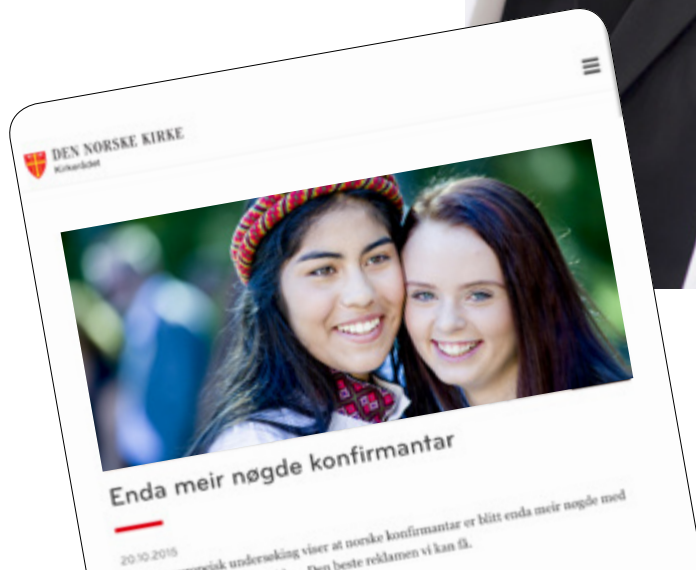 DEN NORSKE KIRKE
Kirkerådet
Enda meir nøgde konfirmantar
20.10.2015
undersøking viser at norske konfirmantar er blitt enda meir nøgde med
Den beste reklamen vi kan få.